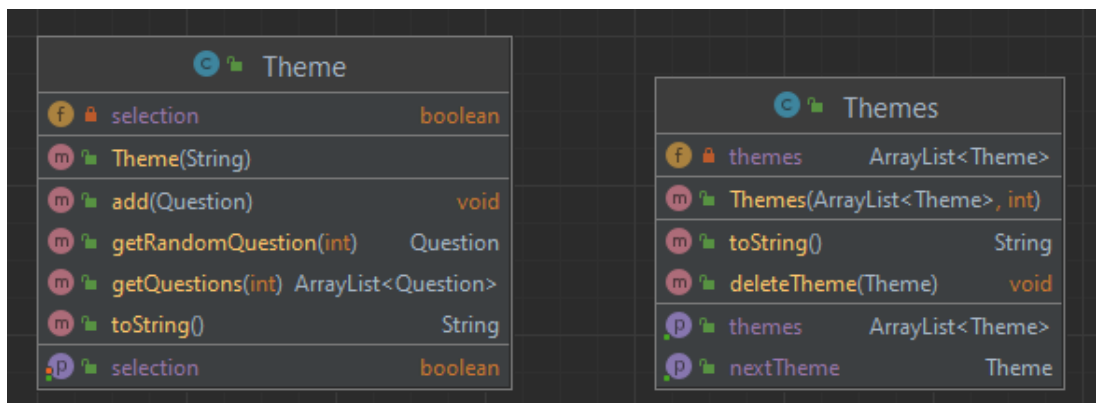 Theme
selection boolean
Theme(String)
add(Question) void
getRandomQuestion(int) Question
getQuestions(int) ArrayList<Question>
toString() String
selection boolean
Themes
themes ArrayList<Theme>
Themes(ArrayList<Theme>, int)
toString() String
deleteTheme(Theme) void
themes ArrayList<Theme>
nextTheme Theme